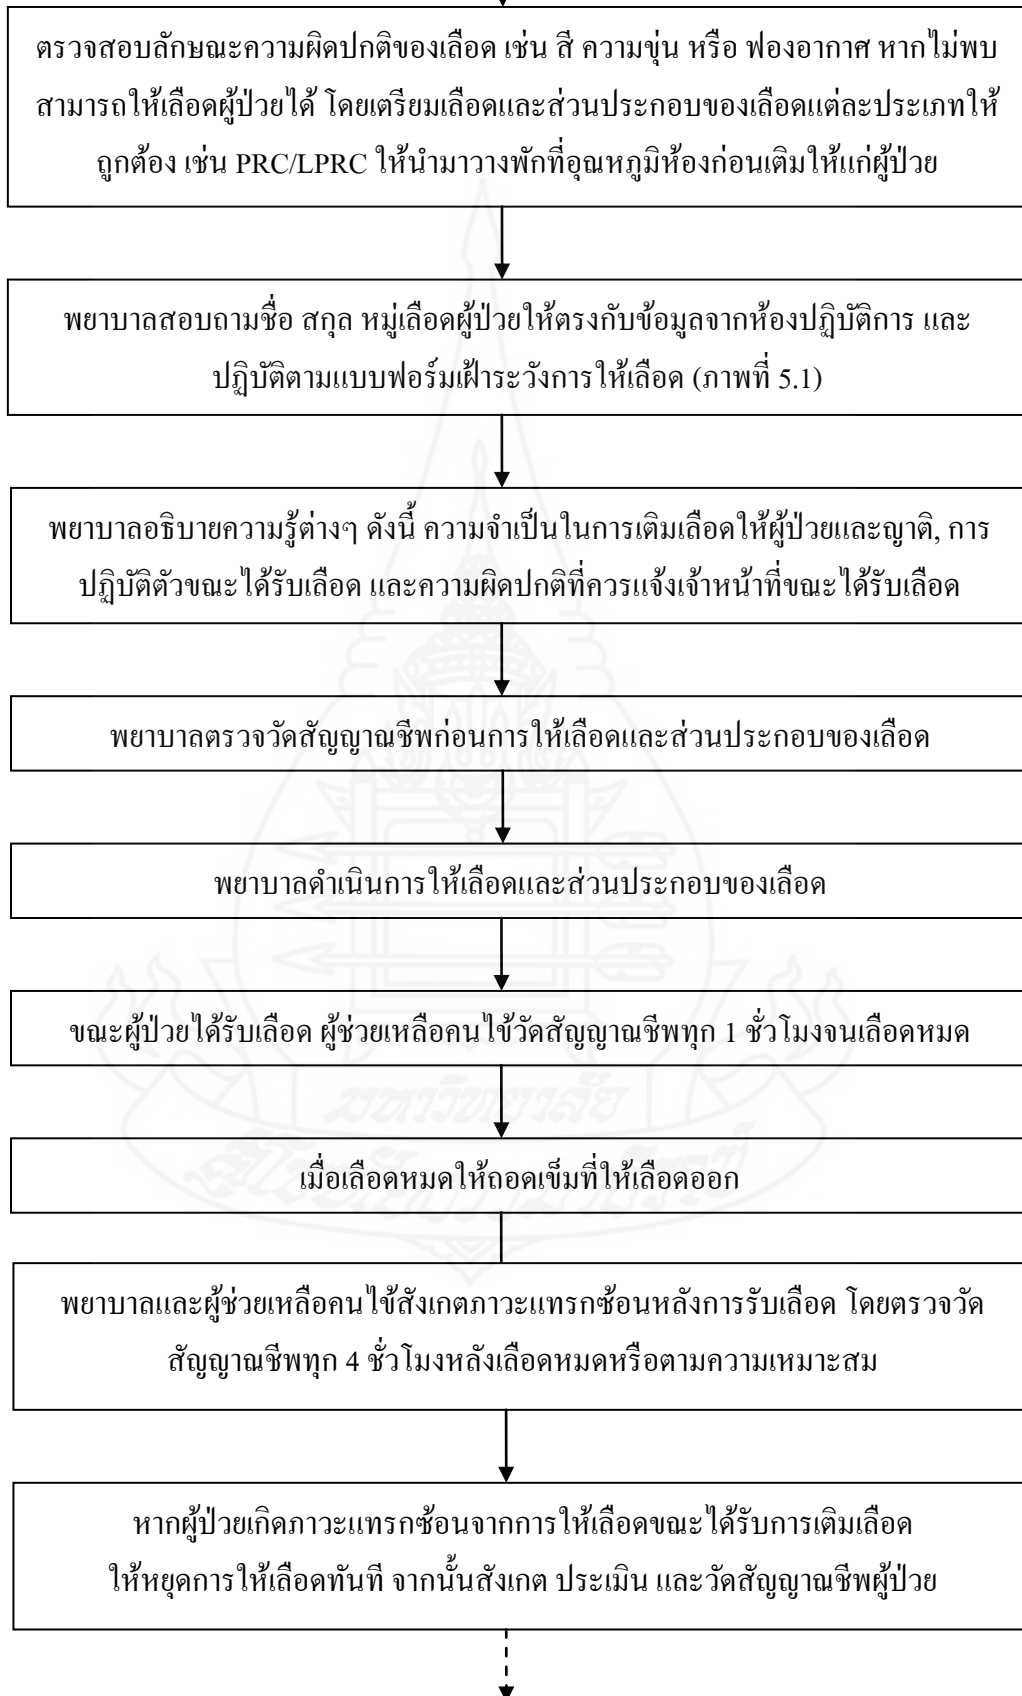 ตรวจสอบลักษณะความผิดปกติของเลือด เช่น สี ความขุ่น หรือ ฟองอากาศ หากไม่พบ
สามารถให้เลือดผู้ป่วยได้ โดยเตรียมเลือดและส่วนประกอบของเลือดแต่ละประเภทให้
ถูกต้อง เช่น PRC/LPRC ให้นำมาวางพักที่อุณหภูมิห้องก่อนเติมให้แก่ผู้ป่วย
พยาบาลสอบถามชื่อ สกุล หมู่เลือดผู้ป่วยให้ตรงกับข้อมูลจากห้องปฏิบัติการ และ
ปฏิบัติตามแบบฟอร์มเฝ้าระวังการให้เลือด (ภาพที่ 5.1)
พยาบาลอธิบายความรู้ต่างๆ ดังนี้ ความจำเป็นในการเติมเลือดให้ผู้ป่วยและญาติ, การ
ปฏิบัติตัวขณะได้รับเลือด และความผิดปกติที่ควรแจ้งเจ้าหน้าที่ขณะได้รับเลือด
พยาบาลตรวจวัดสัญญาณชีพก่อนการให้เลือดและส่วนประกอบของเลือด
พยาบาลดำเนินการให้เลือดและส่วนประกอบของเลือด
ขณะผู้ป่วยได้รับเลือด ผู้ช่วยเหลือคนไข้วัดสัญญาณชีพทุก 1 ชั่วโมงจนเลือดหมด
มหาวิทยาลัย
เมื่อเลือดหมดให้ถอดเข็มที่ให้เลือดออก
สุโขทัยธรรมาธิราช
พยาบาลและผู้ช่วยเหลือคนไข้สังเกตภาวะแทรกซ้อนหลังการรับเลือด โดยตรวจวัด
สัญญาณชีพทุก 4 ชั่วโมงหลังเลือดหมดหรือตามความเหมาะสม
หากผู้ป่วยเกิดภาวะแทรกซ้อนจากการให้เลือดขณะได้รับการเติมเลือด
ให้หยุดการให้เลือดทันที จากนั้นสังเกต ประเมิน และวัดสัญญาณชีพผู้ป่วย